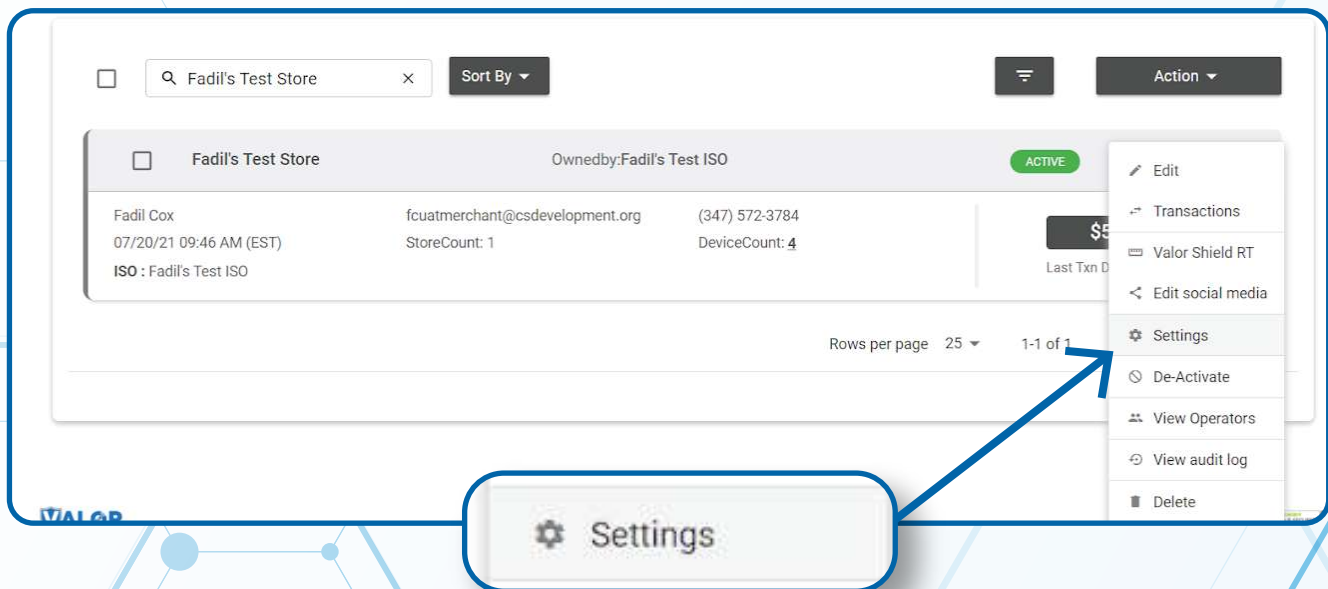 Fadil's Test Store
Sort By
Action
Fadil's Test Store
Ownedby:Fadil's Test ISO
ACTIVE
Fadil Cox
fcuatmerchant@csdevelopment.org
(347) 572-3784
07/20/21 09:46 AM (EST)
StoreCount: 1
DeviceCount: 4
ISO : Fadil's Test ISO
$5
Last Txn D
Edit
Transactions
Valor Shield RT
Edit social media
Settings
De-Activate
View Operators
View audit log
Delete
Rows per page 25
1-1 of 1
VALOR
Settings